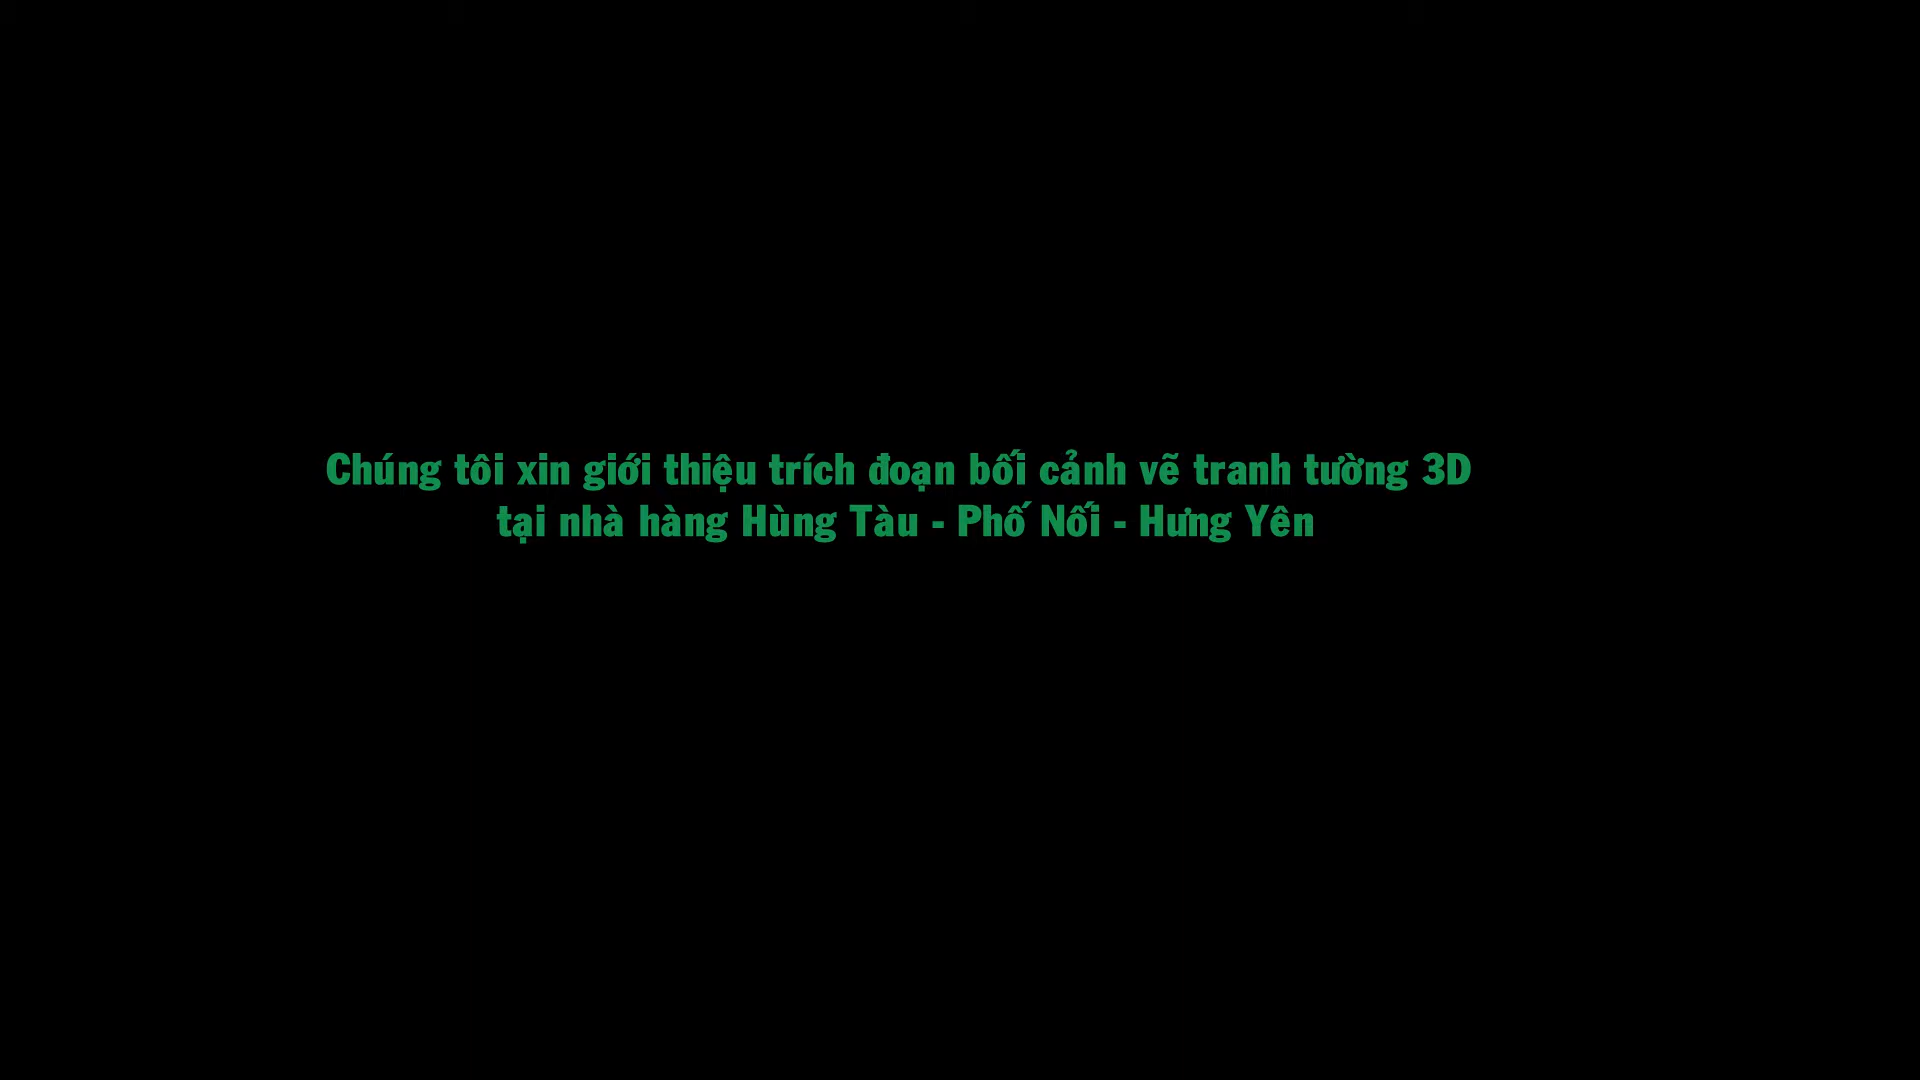 Chúng tôi xin giới thiệu trích đoạn bối cảnh vẽ tranh tường 3D
tại nhà hàng Hùng Tàu - Phố Nối - Hưng Yên